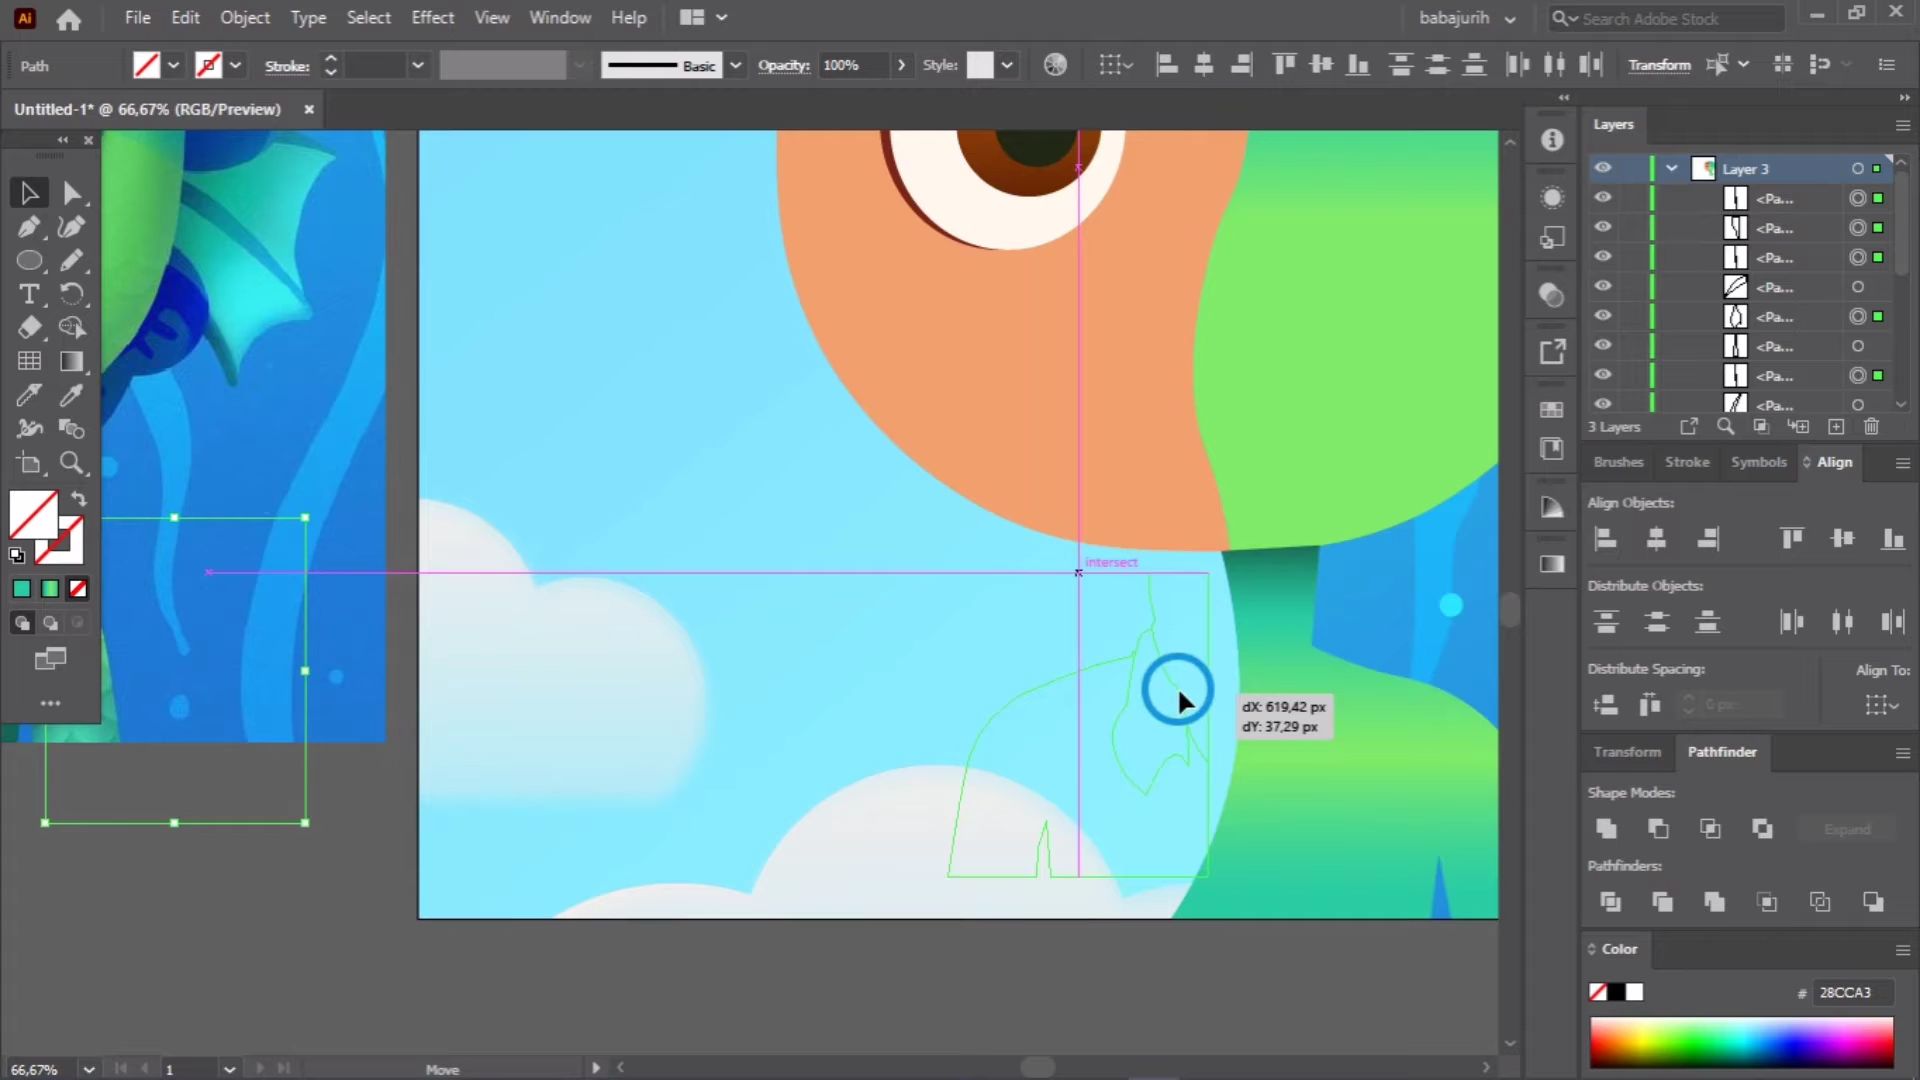 Ai File Edit Object Type Select Effect View Window Help babajurih Search Adobe Stock
Path Stroke: Basic Opacity: 100% Style: Transform
Untitled-1* @ 66,67% (RGB/Preview)
Layers
Layer 3
<Pa...
<Pa...
<Pa...
<Pa...
<Pa...
<Pa...
<Pa...
<Pa...
3 Layers
Brushes Stroke Symbols Align
Align Objects:
intersect
Distribute Objects:
Distribute Spacing: Align To:
0 px
dX: 619,42 px
dY: 37,29 px
Transform Pathfinder
Shape Modes:
Expand
Pathfinders:
Color
# 28CCA3
66,67% 1 Move